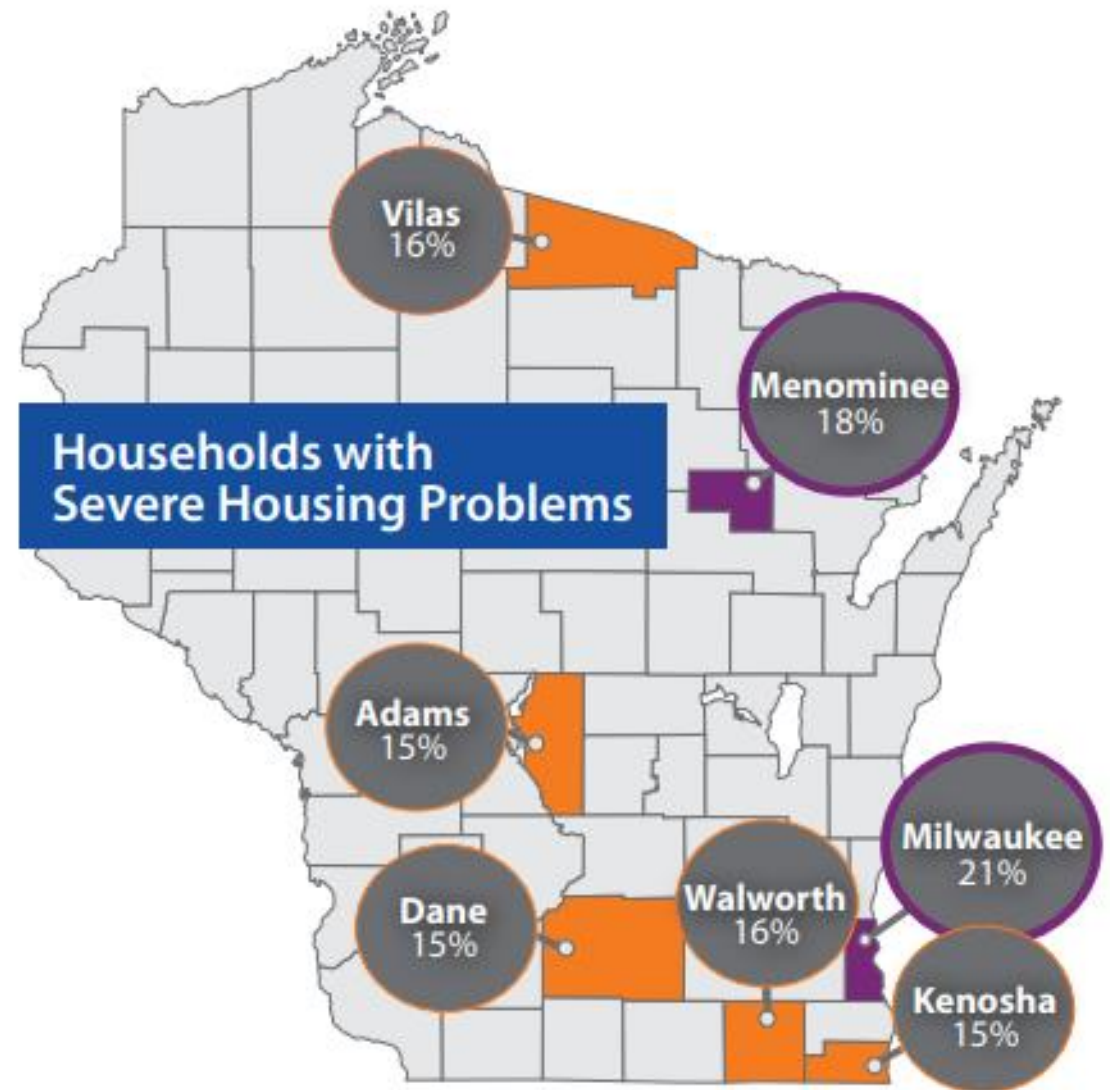 Vilas
16%
Menominee
18%
Households with
Severe Housing Problems
Adams
15%
Milwaukee
21%
Walworth
16%
Dane
15%
Kenosha
15%